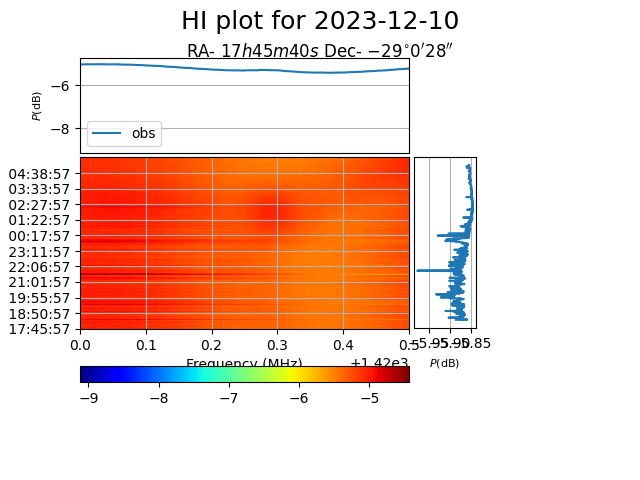 HI plot for 2023-12-10
RA- 17h45m40s Dec- −29°0′28″
P(dB)
−6
−8
obs
04:38:57
03:33:57
02:27:57
01:22:57
00:17:57
23:11:57
22:06:57
21:01:57
19:55:57
18:50:57
17:45:57
0.0 0.1 0.2 0.3 0.4 0.5
Frequency (MHz)
+1.42e3
P(dB)
−9 −8 −7 −6 −5